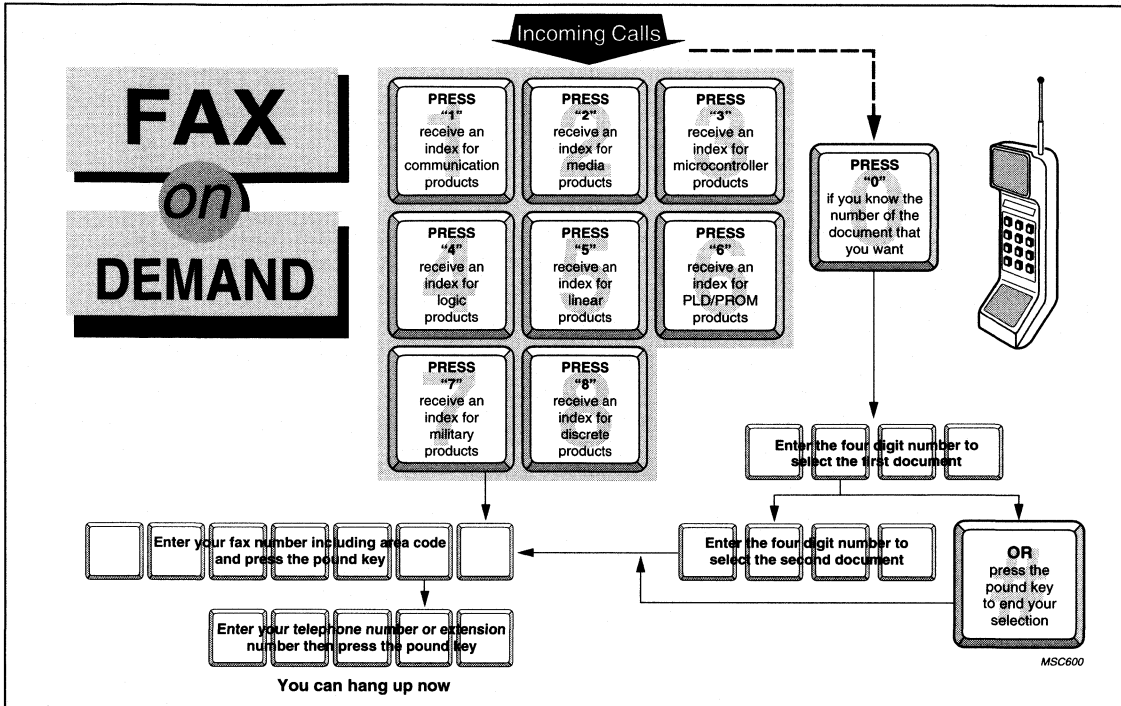 Incoming Calls
FAX
on
DEMAND
PRESS
“1”
receive an
index for
communication
products
PRESS
“2”
receive an
index for
media
products
PRESS
“3”
receive an
index for
microcontroller
products
PRESS
“0”
if you know the
number of the
document that
you want
PRESS
“4”
receive an
index for
logic
products
PRESS
“5”
receive an
index for
linear
products
PRESS
“6”
receive an
index for
PLD/PROM
products
PRESS
“7”
receive an
index for
military
products
PRESS
“8”
receive an
index for
discrete
products
Enter the four digit number to
select the first document
Enter your fax number including area code
and press the pound key
Enter the four digit number to
select the second document
OR
press the
pound key
to end your
selection
Enter your telephone number or extension
number then press the pound key
MSC600
You can hang up now